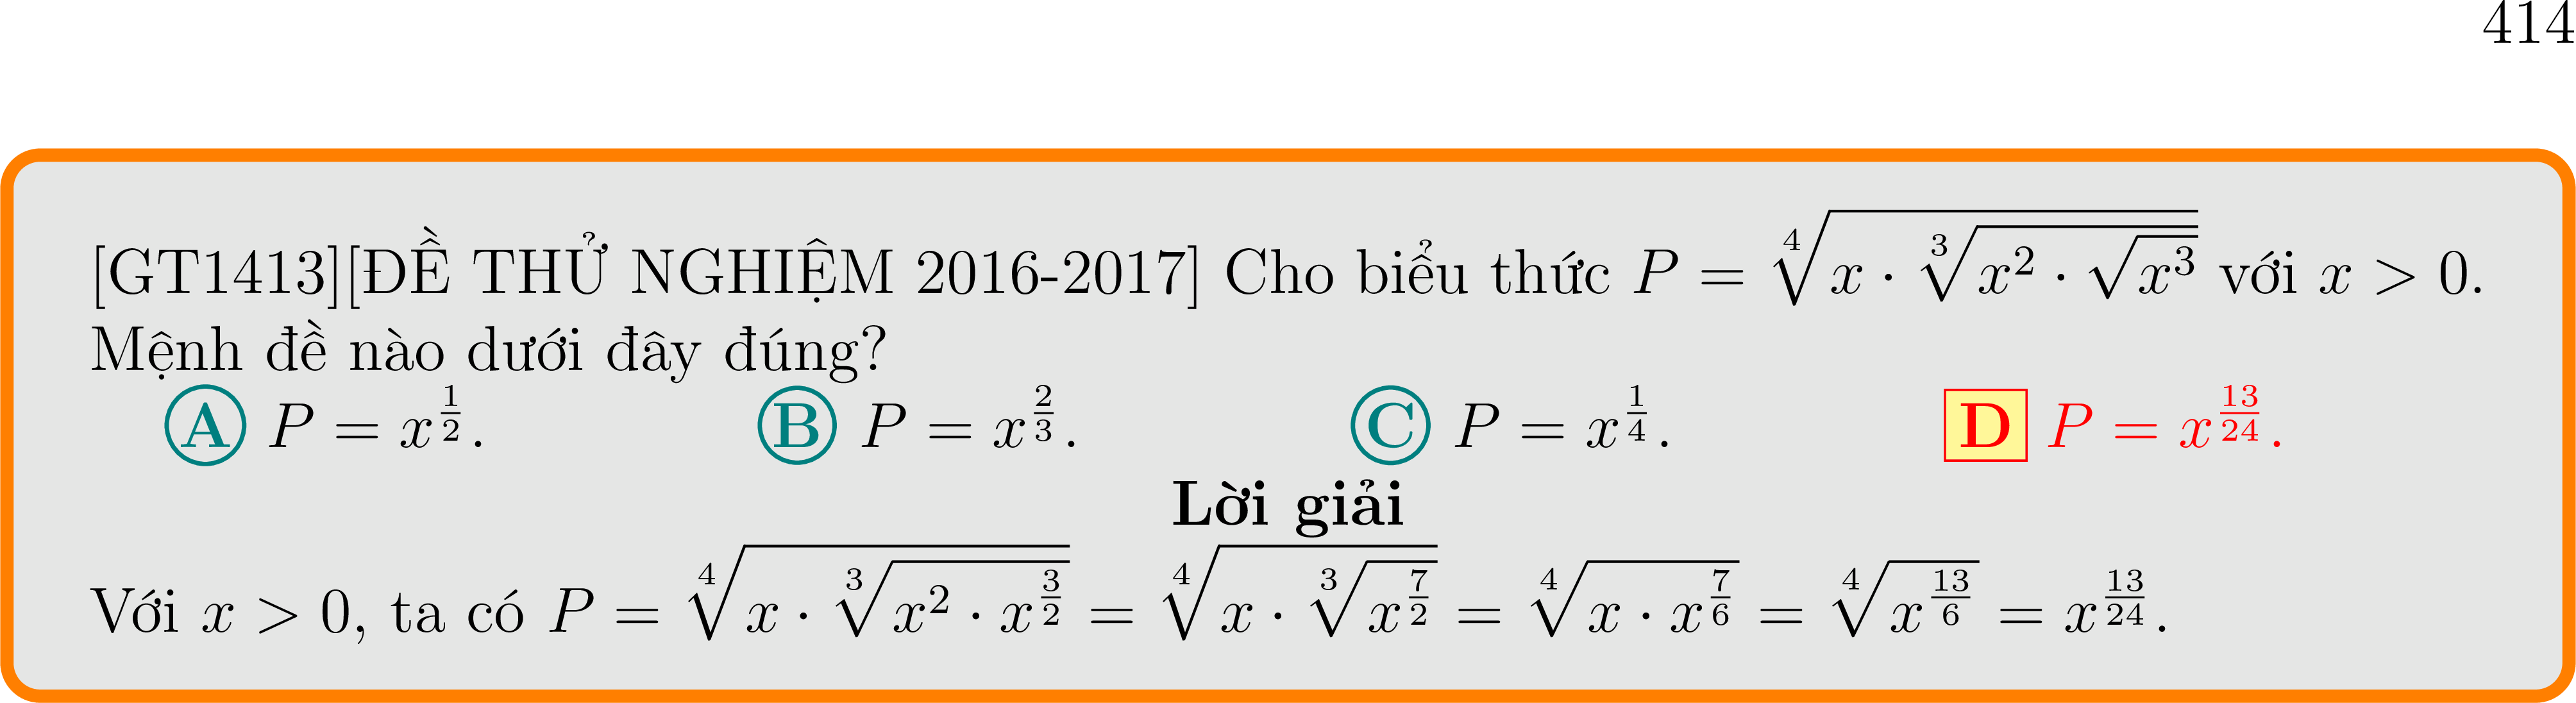 414
[GT1413][ĐỀ THỬ NGHIỆM 2016-2017] Cho biểu thức $P = \sqrt[4]{x \cdot \sqrt[3]{x^2 \cdot \sqrt{x^3}}}$ với $x > 0$.
Mệnh đề nào dưới đây đúng?
A $P = x^{\frac{1}{2}}$. B $P = x^{\frac{2}{3}}$. C $P = x^{\frac{1}{4}}$. D $P = x^{\frac{13}{24}}$.
Lời giải
Với $x > 0$, ta có $P = \sqrt[4]{x \cdot \sqrt[3]{x^2 \cdot x^{\frac{3}{2}}}} = \sqrt[4]{x \cdot \sqrt[3]{x^{\frac{7}{2}}}} = \sqrt[4]{x \cdot x^{\frac{7}{6}}} = \sqrt[4]{x^{\frac{13}{6}}} = x^{\frac{13}{24}}$.